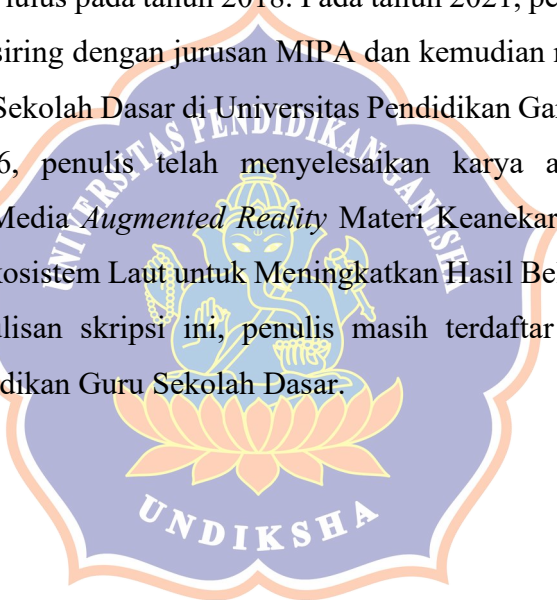 lulus pada tahun 2018. Pada tahun 2021, pe
siring dengan jurusan MIPA dan kemudian
Sekolah Dasar di Universitas Pendidikan Ga
6, penulis telah menyelesaikan karya a
Media Augmented Reality Materi Keanekar
kosistem Laut untuk Meningkatkan Hasil Be
lisan skripsi ini, penulis masih terdaftar
didikan Guru Sekolah Dasar.
UNIVERSITAS PENDIDIKAN GANESHA
UNDIKSHA